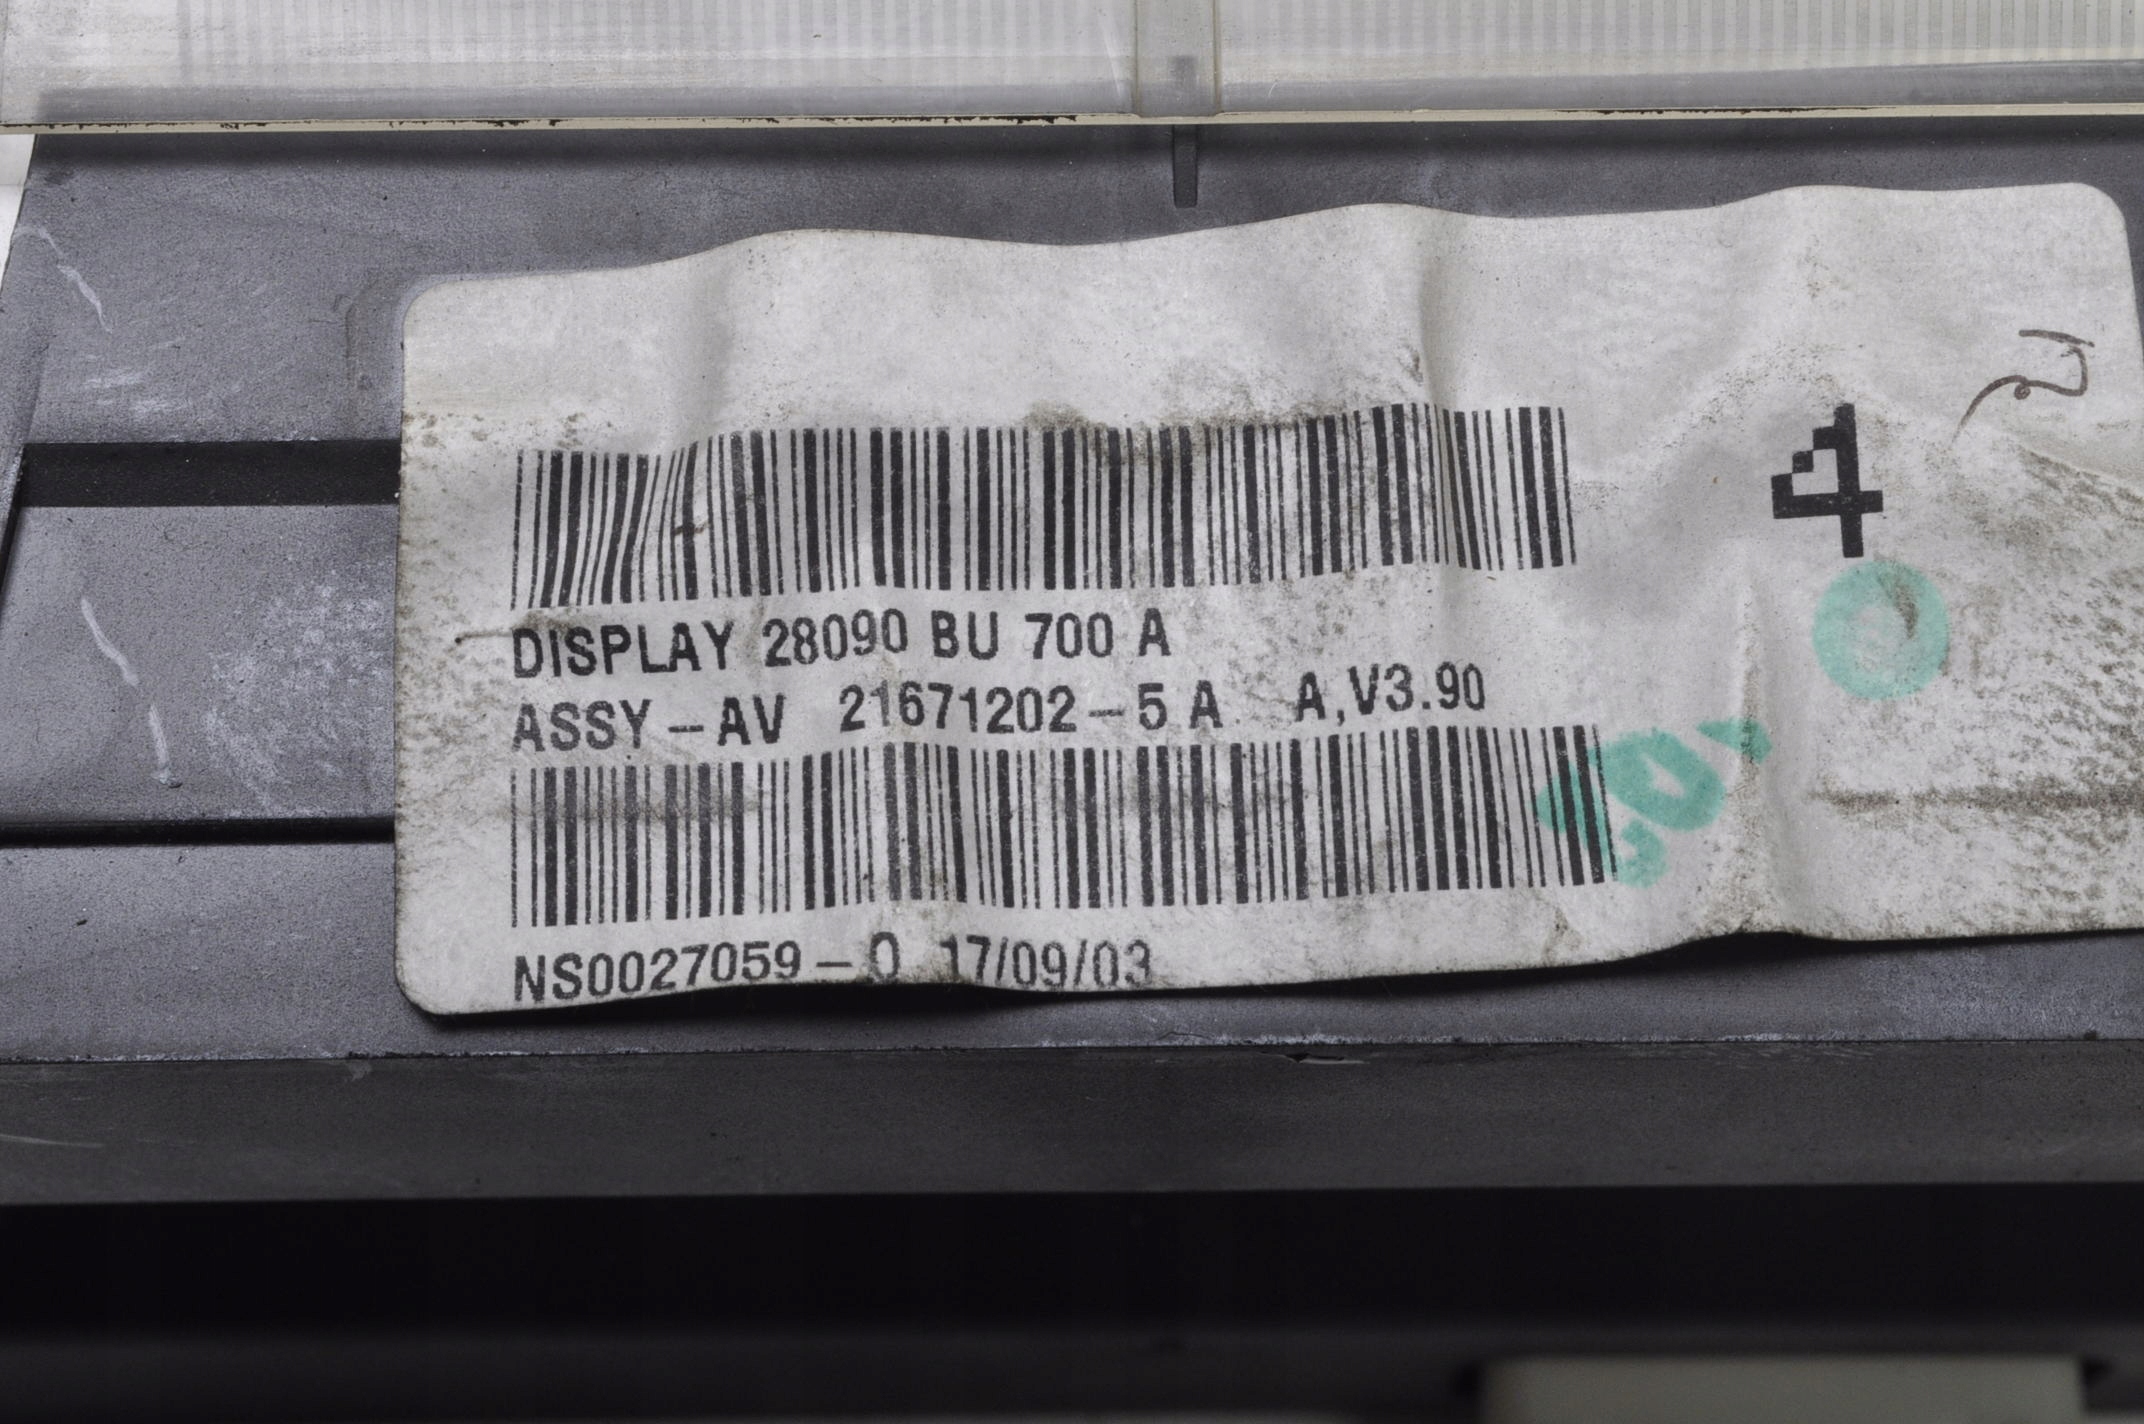 4
DISPLAY 28090 BU 700 A
ASSY-AV 21671202-5 A A,V3.90
NS0027059-0 17/09/03